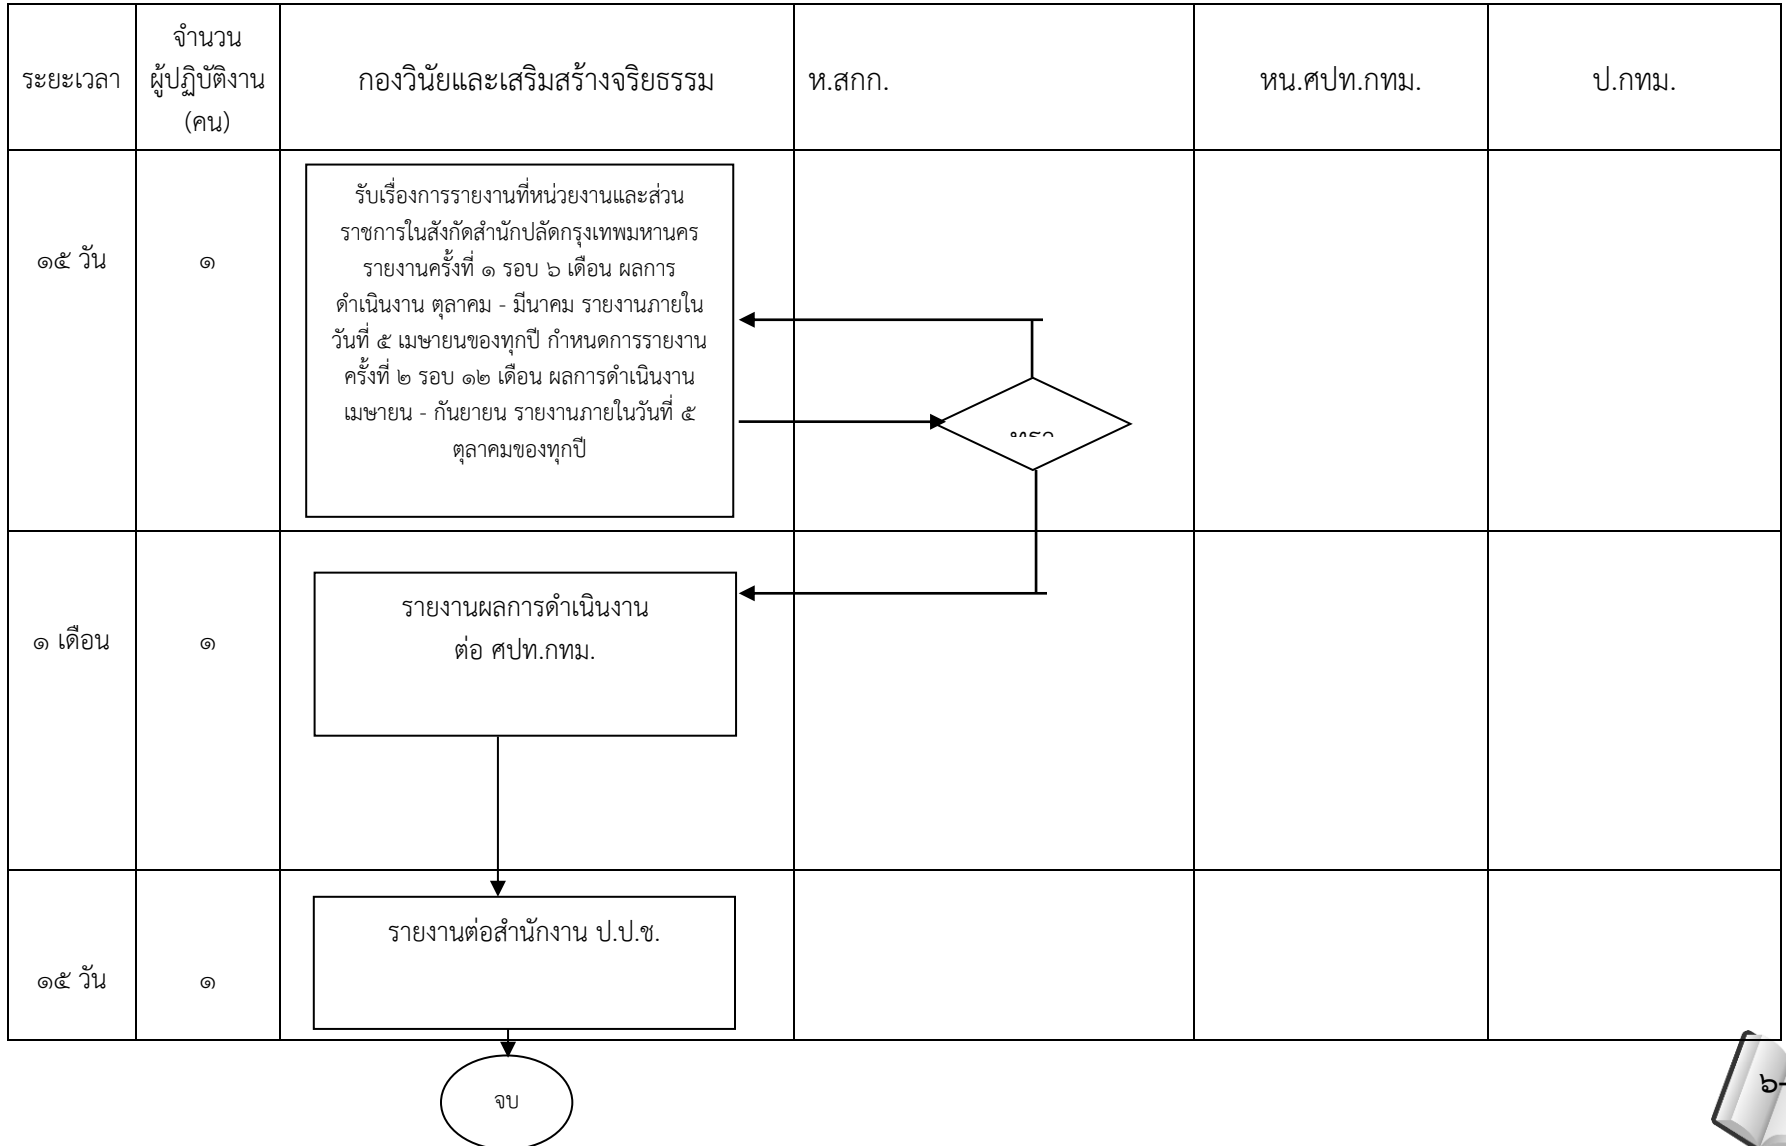 ระยะเวลา
จำนวน
ผู้ปฏิบัติงาน
(คน)
กองวินัยและเสริมสร้างจริยธรรม
ห.สกก.
หน.ศปท.กทม.
ป.กทม.
๑๕ วัน
๑
รับเรื่องการรายงานที่หน่วยงานและส่วน
ราชการในสังกัดสำนักปลัดกรุงเทพมหานคร
รายงานครั้งที่ ๑ รอบ ๖ เดือน ผลการ
ดำเนินงาน ตุลาคม - มีนาคม รายงานภายใน
วันที่ ๕ เมษายนของทุกปี กำหนดการรายงาน
ครั้งที่ ๒ รอบ ๑๒ เดือน ผลการดำเนินงาน
เมษายน - กันยายน รายงานภายในวันที่ ๕
ตุลาคมของทุกปี
๑ เดือน
๑
รายงานผลการดำเนินงาน
ต่อ ศปท.กทม.
๑๕ วัน
๑
รายงานต่อสำนักงาน ป.ป.ช.
จบ
๖-